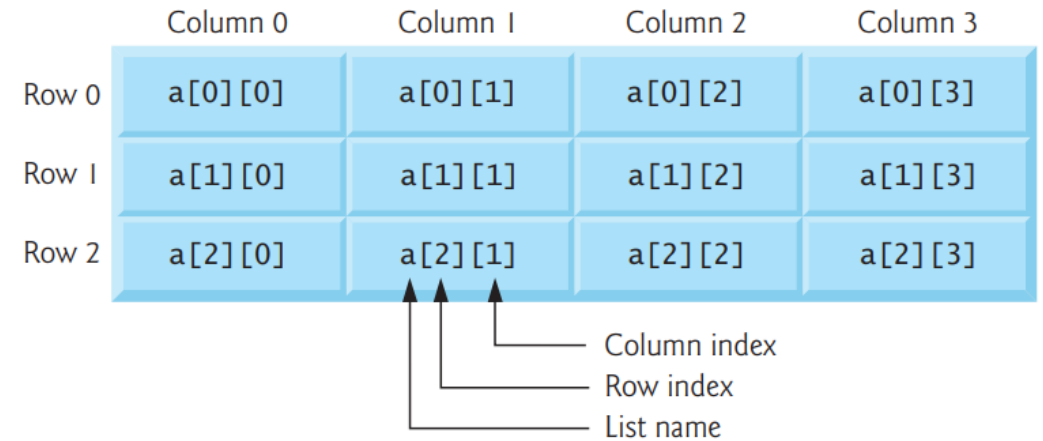 Column 0 Column 1 Column 2 Column 3
Row 0 a[0][0] a[0][1] a[0][2] a[0][3]
Row 1 a[1][0] a[1][1] a[1][2] a[1][3]
Row 2 a[2][0] a[2][1] a[2][2] a[2][3]
Column index
Row index
List name